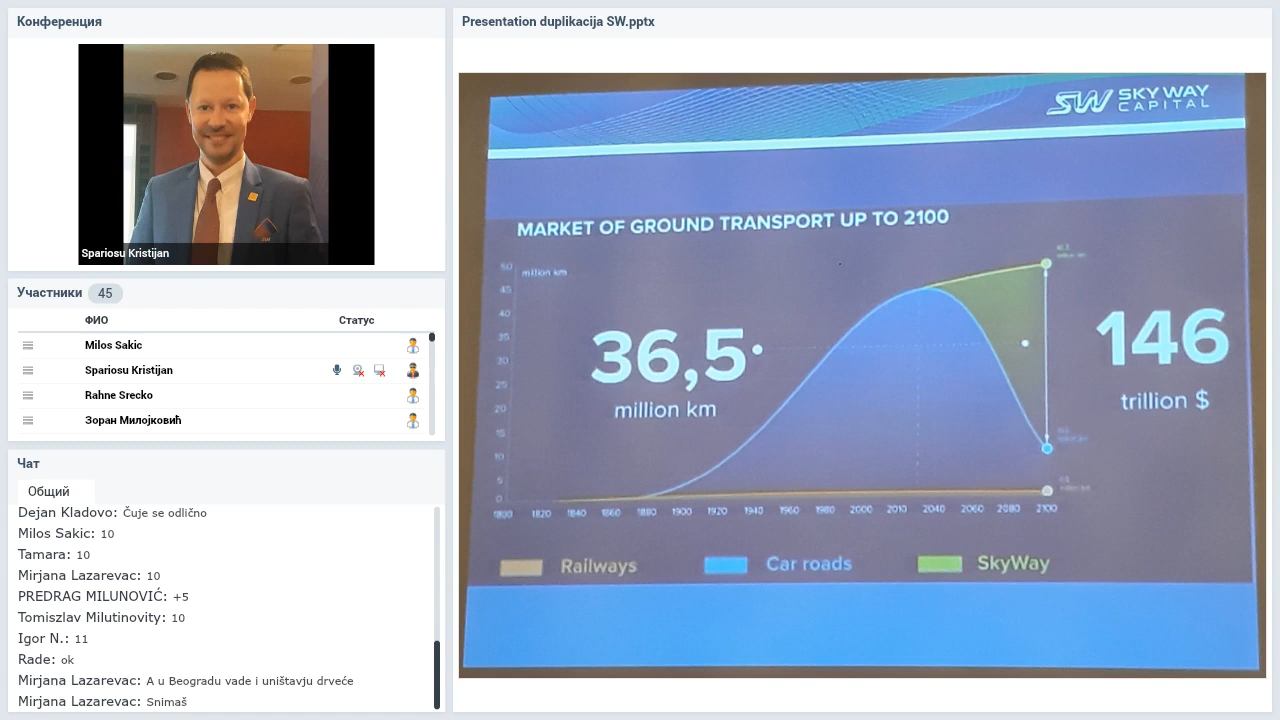 Конференция
Spariosu Kristijan
Участники 45
ФИО Статус
Milos Sakic
Spariosu Kristijan
Rahne Srecko
Зоран Милојковић
Чат
Общий
Dejan Kladovo: Čuje se odlično
Milos Sakic: 10
Tamara: 10
Mirjana Lazarevac: 10
PREDRAG MILUNOVIĆ: +5
Tomiszlav Milutinovity: 10
Igor N.: 11
Rade: ok
Mirjana Lazarevac: A u Beogradu vade i uništavju drveće
Mirjana Lazarevac: Snimaš
Presentation duplikacija SW.pptx
SW SKY WAY
CAPITAL
MARKET OF GROUND TRANSPORT UP TO 2100
million km
50
45
40
35
30
25
20
15
10
5
0
36,5
million km
146
trillion $
1800 1820 1840 1860 1880 1900 1920 1940 1960 1980 2000 2010 2040 2060 2080 2100
Railways Car roads SkyWay